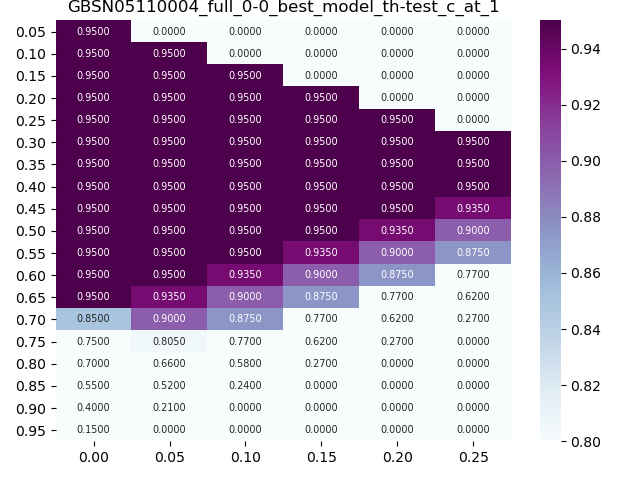 GBSN05110004_full_0-0_best_model_th-test_c_at_1
0.05 0.9500 0.0000 0.0000 0.0000 0.0000 0.0000
0.10 0.9500 0.9500 0.0000 0.0000 0.0000 0.0000
0.15 0.9500 0.9500 0.9500 0.0000 0.0000 0.0000
0.20 0.9500 0.9500 0.9500 0.9500 0.0000 0.0000
0.25 0.9500 0.9500 0.9500 0.9500 0.9500 0.0000
0.30 0.9500 0.9500 0.9500 0.9500 0.9500 0.9500
0.35 0.9500 0.9500 0.9500 0.9500 0.9500 0.9500
0.40 0.9500 0.9500 0.9500 0.9500 0.9500 0.9500
0.45 0.9500 0.9500 0.9500 0.9500 0.9500 0.9350
0.50 0.9500 0.9500 0.9500 0.9500 0.9350 0.9000
0.55 0.9500 0.9500 0.9500 0.9350 0.9000 0.8750
0.60 0.9500 0.9500 0.9350 0.9000 0.8750 0.7700
0.65 0.9500 0.9350 0.9000 0.8750 0.7700 0.6200
0.70 0.8500 0.9000 0.8750 0.7700 0.6200 0.2700
0.75 0.7500 0.8050 0.7700 0.6200 0.2700 0.0000
0.80 0.7000 0.6600 0.5800 0.2700 0.0000 0.0000
0.85 0.5500 0.5200 0.2400 0.0000 0.0000 0.0000
0.90 0.4000 0.2100 0.0000 0.0000 0.0000 0.0000
0.95 0.1500 0.0000 0.0000 0.0000 0.0000 0.0000
0.00 0.05 0.10 0.15 0.20 0.25
0.94
0.92
0.90
0.88
0.86
0.84
0.82
0.80